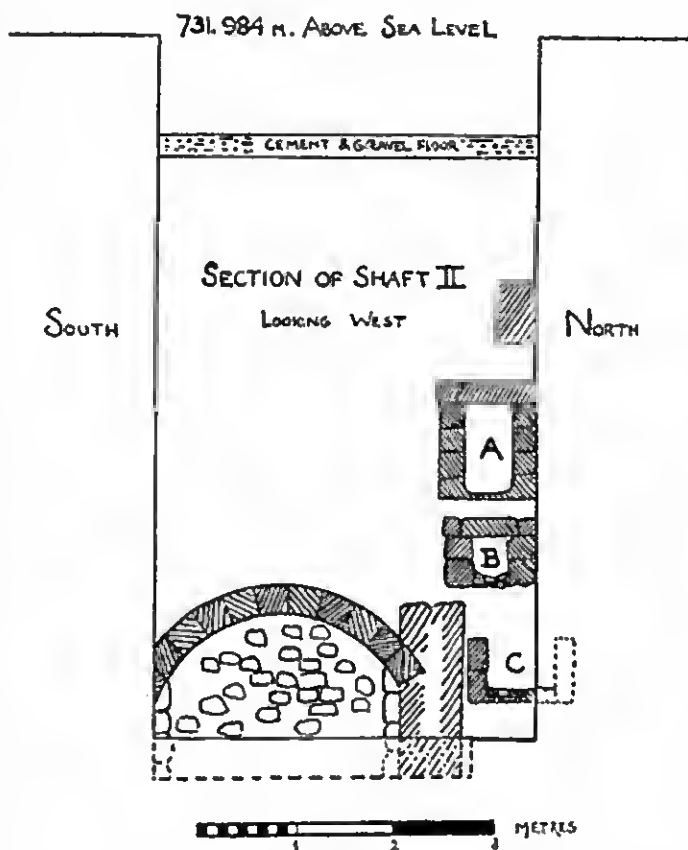 731.984 M. ABOVE SEA LEVEL
CEMENT & GRAVEL FLOOR
SECTION OF SHAFT II
LOOKING WEST
SOUTH
NORTH
A
B
C
1 2 3 METRES